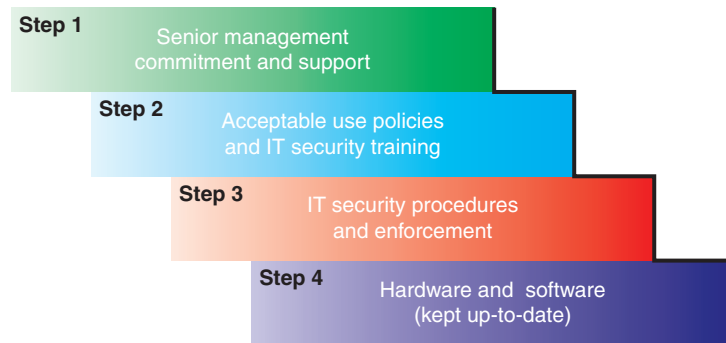 Step 1
Senior management
commitment and support
Step 2
Acceptable use policies
and IT security training
Step 3
IT security procedures
and enforcement
Step 4
Hardware and software
(kept up-to-date)